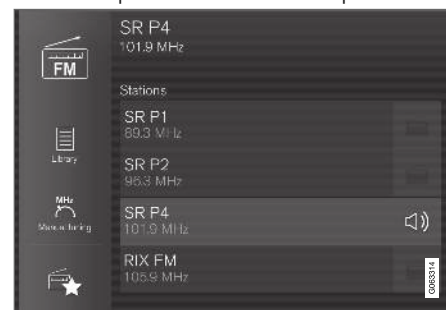 SR P4
101.9 MHz
FM
Stations
SR P1
89.3 MHz
Library
SR P2
96.3 MHz
MHz
Manual tuning
SR P4
101.9 MHz
RIX FM
105.9 MHz
G063314